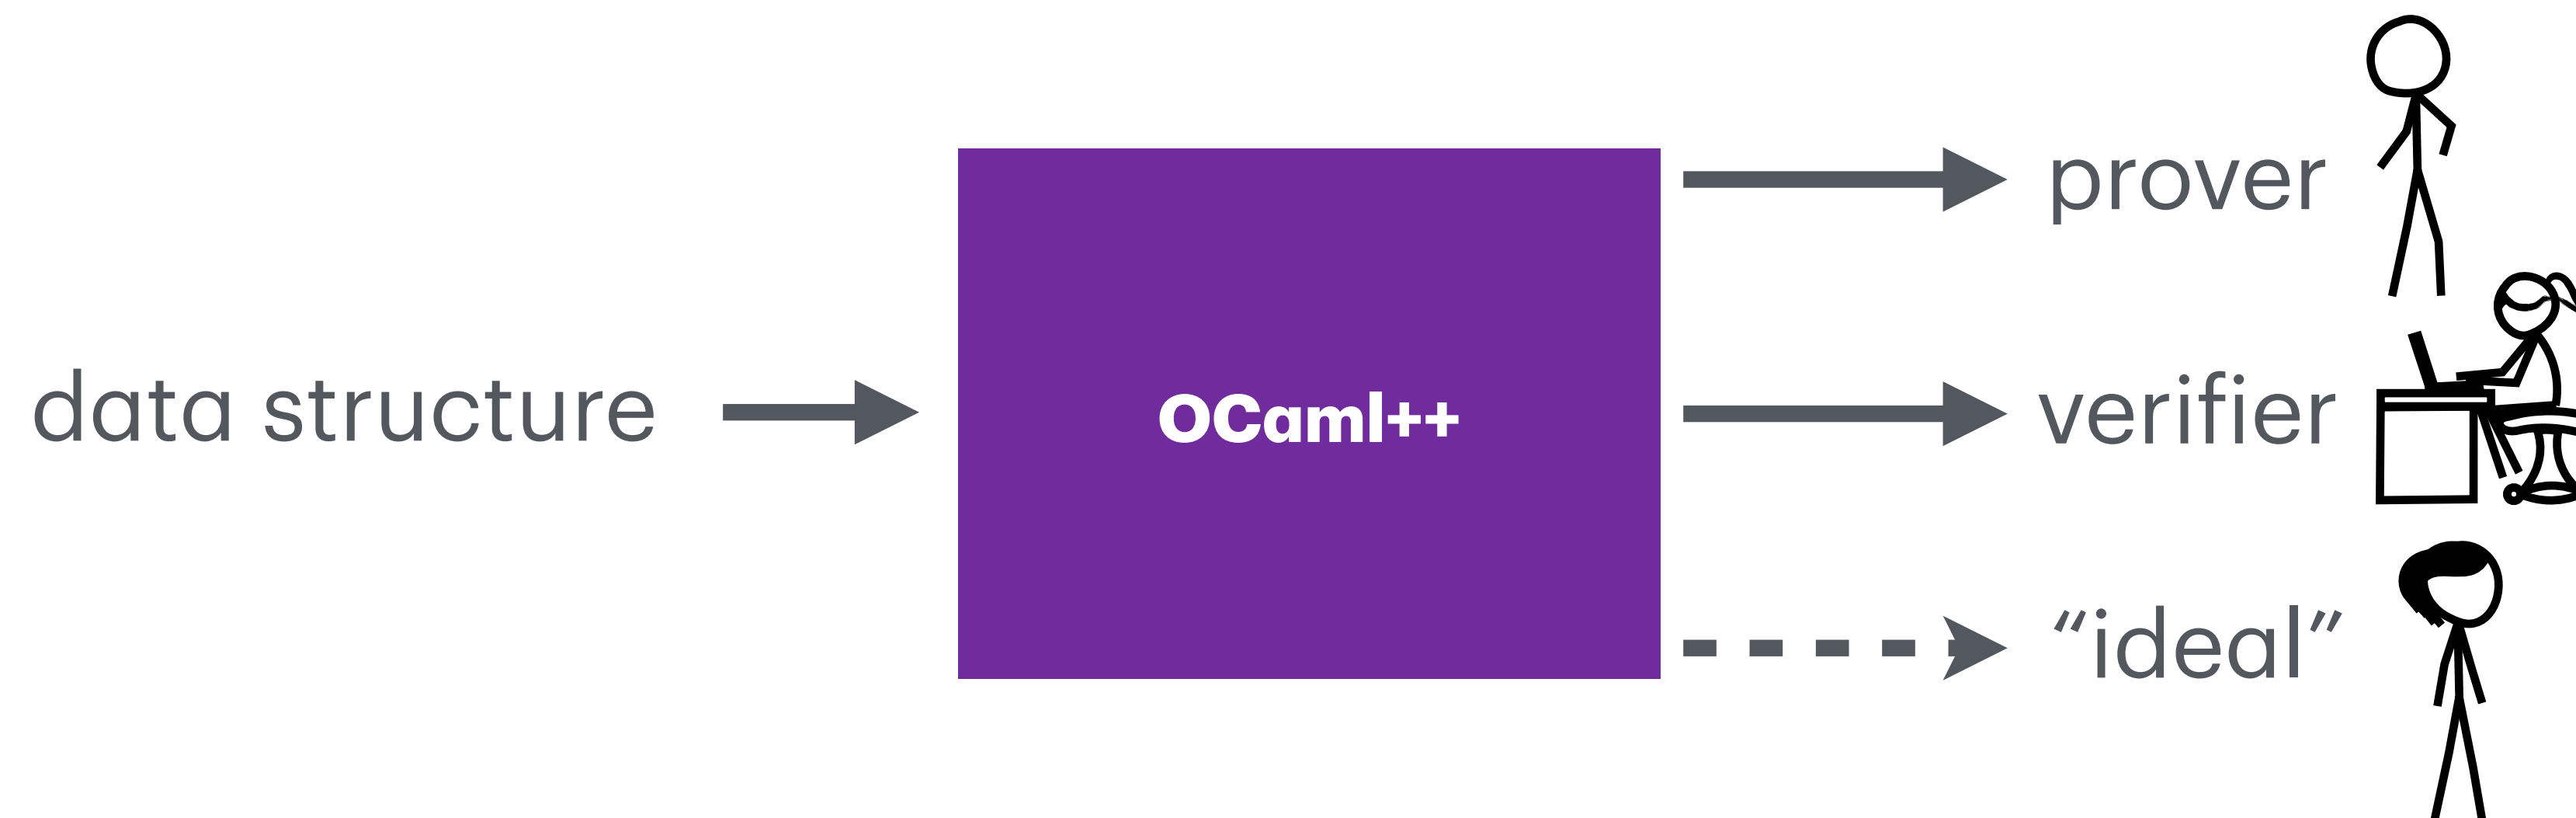 data structure
OCaml++
prover
verifier
“ideal”